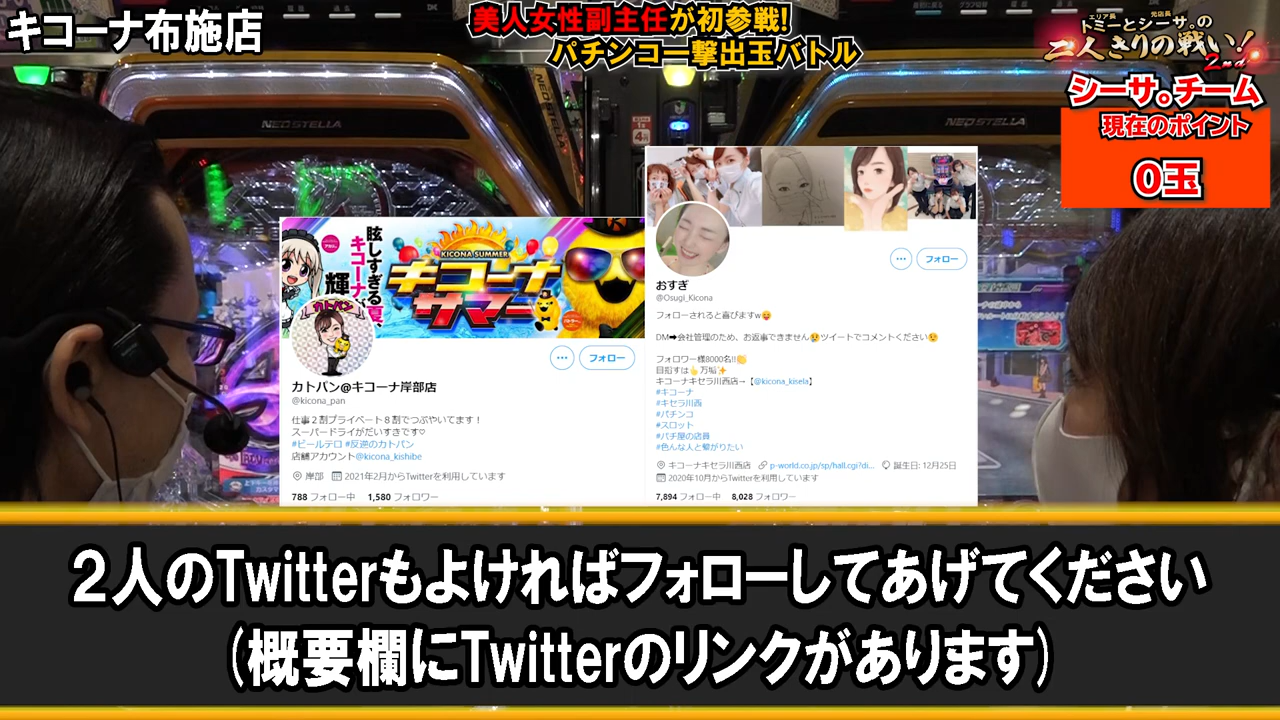 キコーナ布施店
美人女性副主任が初参戦!
パチンコ一撃出玉バトル
エリア長 元店長
トミーとシーサ。の
二人きりの戦い!
2nd
シーサ。チーム
現在のポイント
0玉
NEO STELLA
NEO STELLA
眩しすぎる夏、
キコーナ
輝
KICONA SUMMER
キコーナ
サマー
カトパン
フォロー
カトパン@キコーナ岸部店
@kicona_pan
仕事2割プライベート8割でつぶやいてます!
スーパードライがだいすきです♡
#ビールテロ #反逆のカトパン
店舗アカウント@kicona_kishibe
岸部 2021年2月からTwitterを利用しています
788 フォロー中 1,580 フォロワー
フォロー
おすぎ
@Osugi_Kicona
フォローされると喜びますw😝
DM➡会社管理のため、お返事できません😢ツイートでコメントください😉
フォロワー様8000名!!👏
目指すは👆万垢✨
キコーナキセラ川西店→【@kicona_kisela】
#キコーナ
#キセラ川西
#パチンコ
#スロット
#パチ屋の店員
#色んな人と繋がりたい
キコーナキセラ川西店 p-world.co.jp/sp/hall.cgi?di... 誕生日: 12月25日
2020年10月からTwitterを利用しています
7,894 フォロー中 8,028 フォロワー
２人のTwitterもよければフォローしてあげてください
(概要欄にTwitterのリンクがあります)